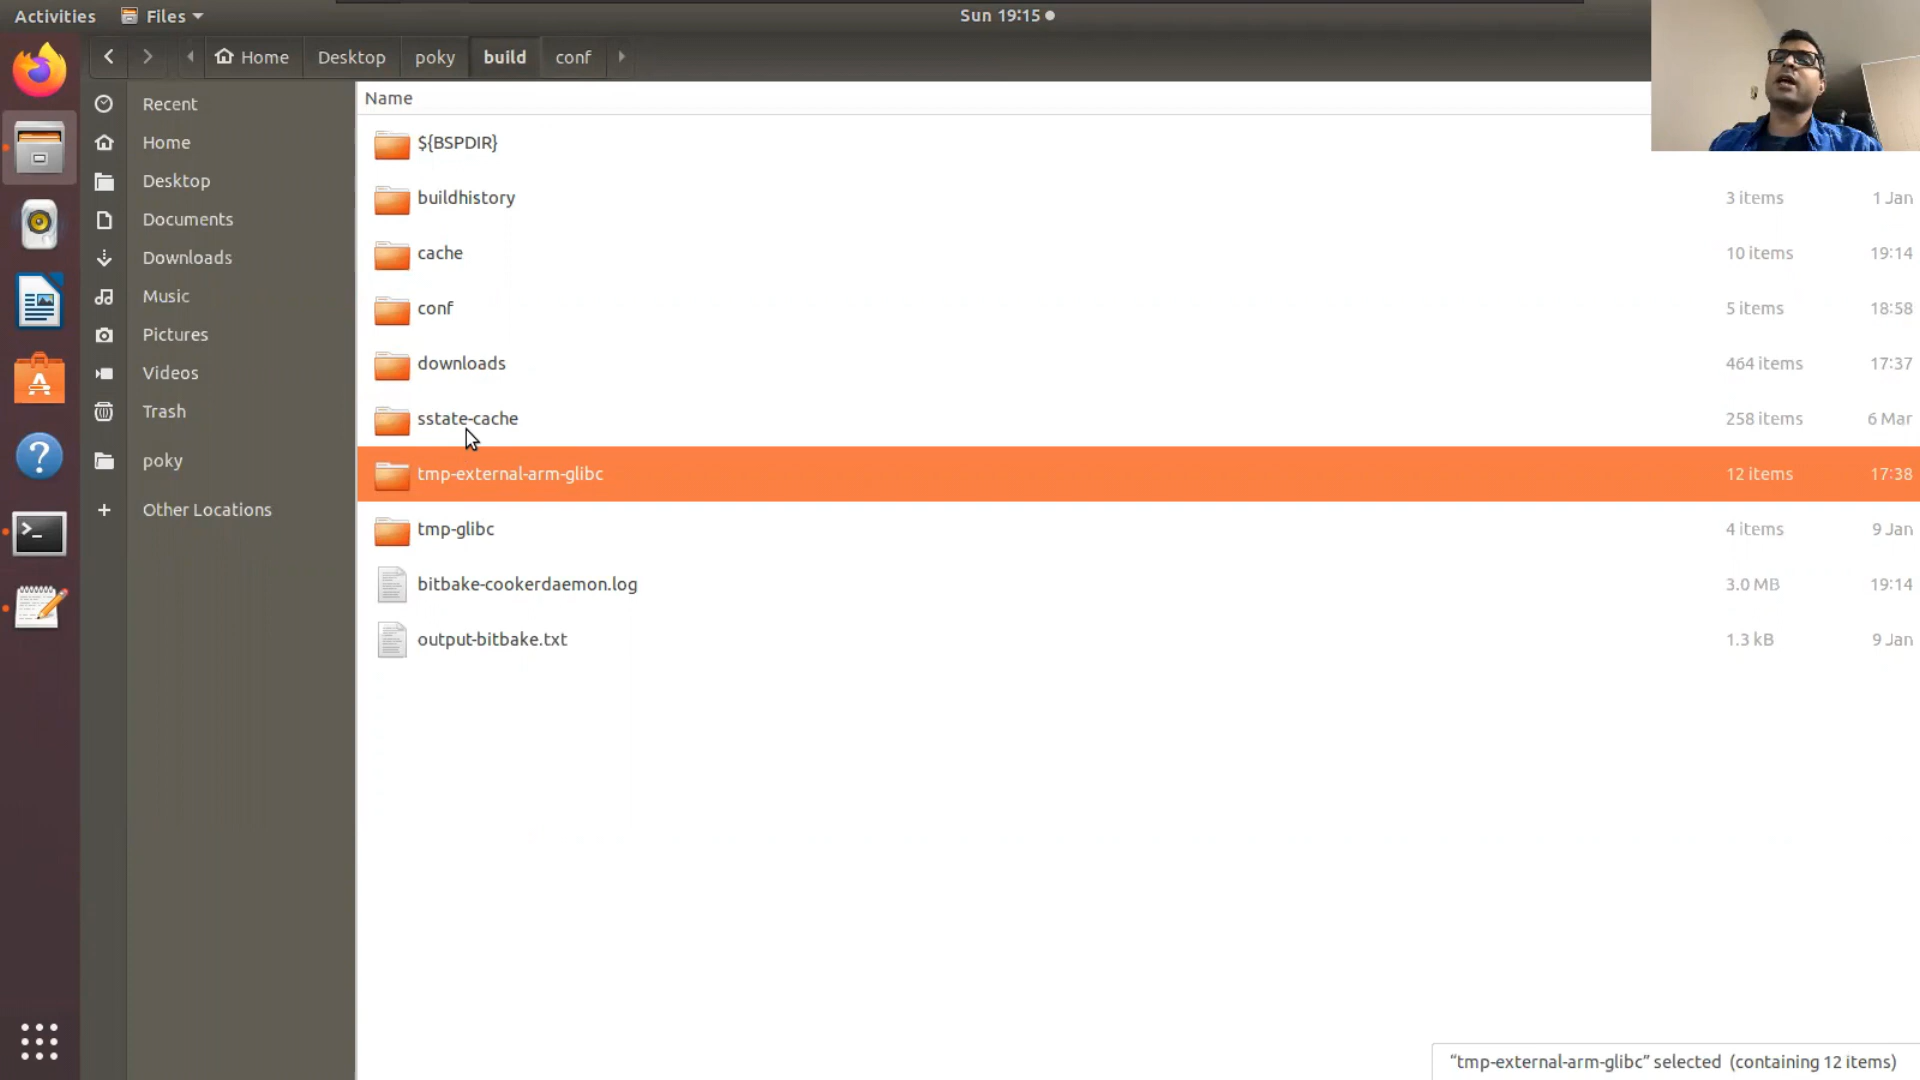 Activities Files Sun 19:15
Home Desktop poky build conf
Recent
Home
Desktop
Documents
Downloads
Music
Pictures
Videos
Trash
poky
Other Locations
Name
${BSPDIR}
buildhistory 3 items 1 Jan
cache 10 items 19:14
conf 5 items 18:58
downloads 464 items 17:37
sstate-cache 258 items 6 Mar
tmp-external-arm-glibc 12 items 17:38
tmp-glibc 4 items 9 Jan
bitbake-cookerdaemon.log 3.0 MB 19:14
output-bitbake.txt 1.3 kB 9 Jan
“tmp-external-arm-glibc” selected (containing 12 items)